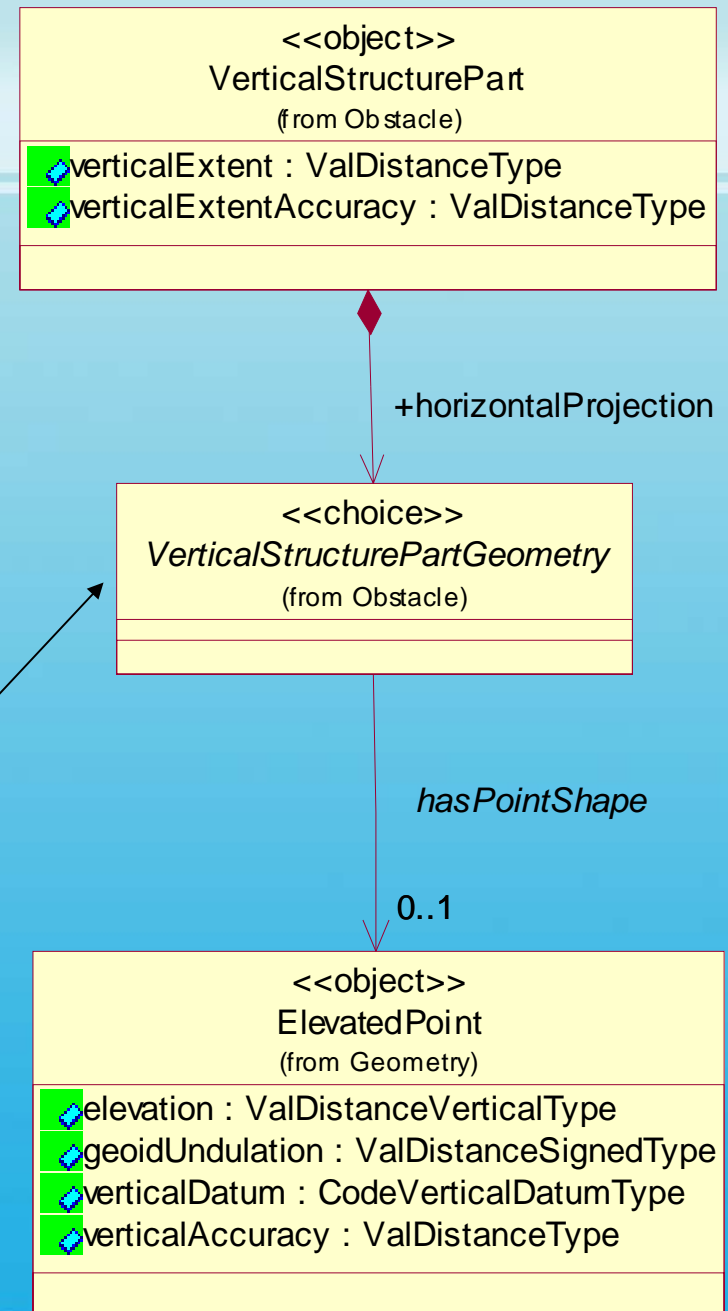 <<object>>
VerticalStructurePart
(from Obstacle)
verticalExtent : ValDistanceType
verticalExtentAccuracy : ValDistanceType
+horizontalProjection
<<choice>>
VerticalStructurePartGeometry
(from Obstacle)
hasPointShape
0..1
<<object>>
ElevatedPoint
(from Geometry)
elevation : ValDistanceVerticalType
geoidUndulation : ValDistanceSignedType
verticalDatum : CodeVerticalDatumType
verticalAccuracy : ValDistanceType